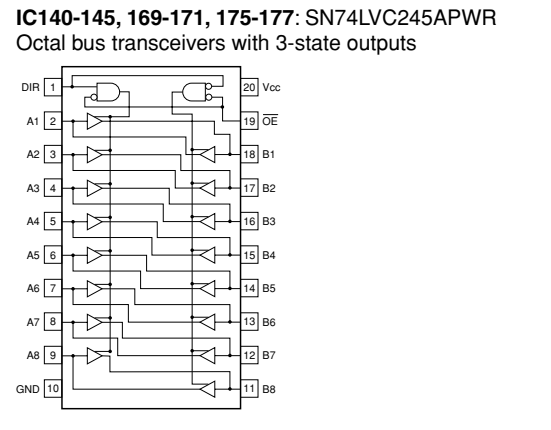 IC140-145, 169-171, 175-177: SN74LVC245APWR
Octal bus transceivers with 3-state outputs
DIR 1 20 Vcc
A1 2 19 OE
A2 3 18 B1
A3 4 17 B2
A4 5 16 B3
A5 6 15 B4
A6 7 14 B5
A7 8 13 B6
A8 9 12 B7
GND 10 11 B8